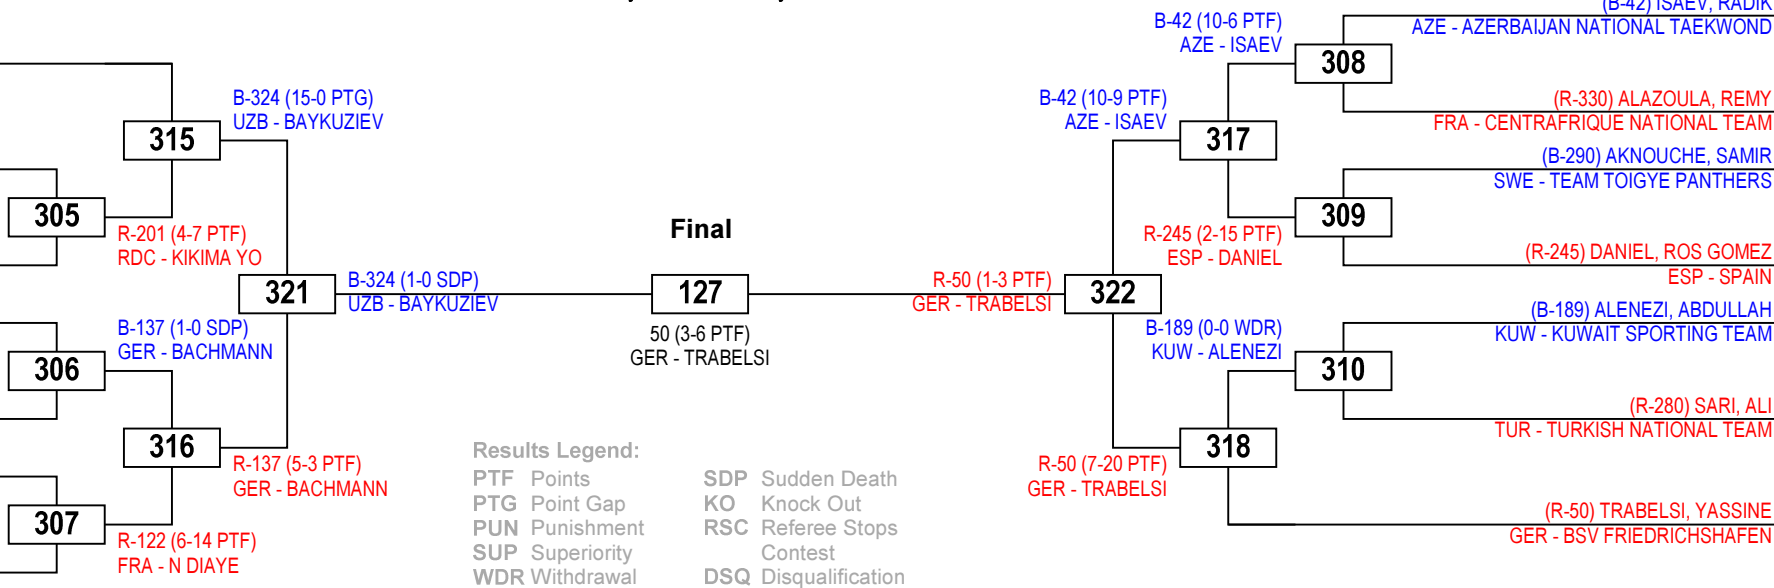 B-42 (10-6 PTF)
AZE - ISAEV
(B-42) ISAEV, RADIK
AZE - AZERBAIJAN NATIONAL TAEKWOND
308
B-324 (15-0 PTG)
UZB - BAYKUZIEV
B-42 (10-9 PTF)
AZE - ISAEV
(R-330) ALAZOULA, REMY
FRA - CENTRAFRIQUE NATIONAL TEAM
315
317
(B-290) AKNOUCHE, SAMIR
SWE - TEAM TOIGYE PANTHERS
305
309
R-201 (4-7 PTF)
RDC - KIKIMA YO
Final
R-245 (2-15 PTF)
ESP - DANIEL
(R-245) DANIEL, ROS GOMEZ
ESP - SPAIN
321
B-324 (1-0 SDP)
UZB - BAYKUZIEV
127
R-50 (1-3 PTF)
GER - TRABELSI
322
(B-189) ALENEZI, ABDULLAH
KUW - KUWAIT SPORTING TEAM
B-137 (1-0 SDP)
GER - BACHMANN
50 (3-6 PTF)
GER - TRABELSI
B-189 (0-0 WDR)
KUW - ALENEZI
306
310
(R-280) SARI, ALI
TUR - TURKISH NATIONAL TEAM
316
318
R-137 (5-3 PTF)
GER - BACHMANN
R-50 (7-20 PTF)
GER - TRABELSI
307
R-122 (6-14 PTF)
FRA - N DIAYE
(R-50) TRABELSI, YASSINE
GER - BSV FRIEDRICHSHAFEN
Results Legend:
PTF Points SDP Sudden Death
PTG Point Gap KO Knock Out
PUN Punishment RSC Referee Stops
SUP Superiority Contest
WDR Withdrawal DSQ Disqualification